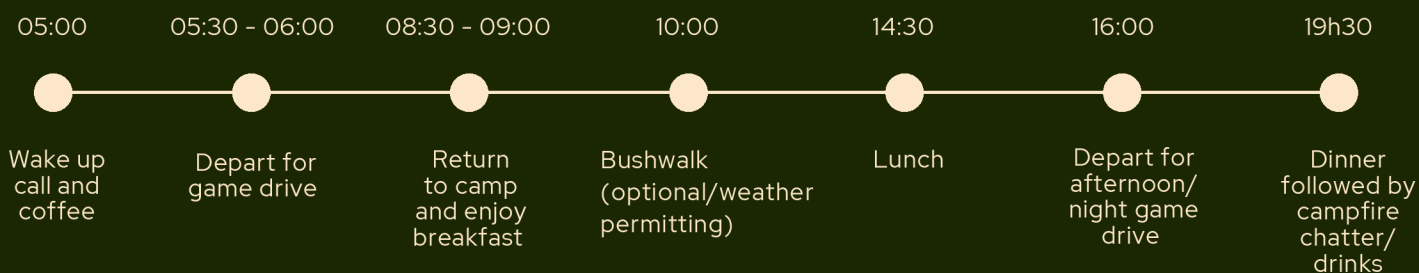 05:00
05:30 - 06:00
08:30 - 09:00
10:00
14:30
16:00
19h30
Wake up
call and
coffee
Depart for
game drive
Return
to camp
and enjoy
breakfast
Bushwalk
(optional/weather
permitting)
Lunch
Depart for
afternoon/
night game
drive
Dinner
followed by
campfire
chatter/
drinks